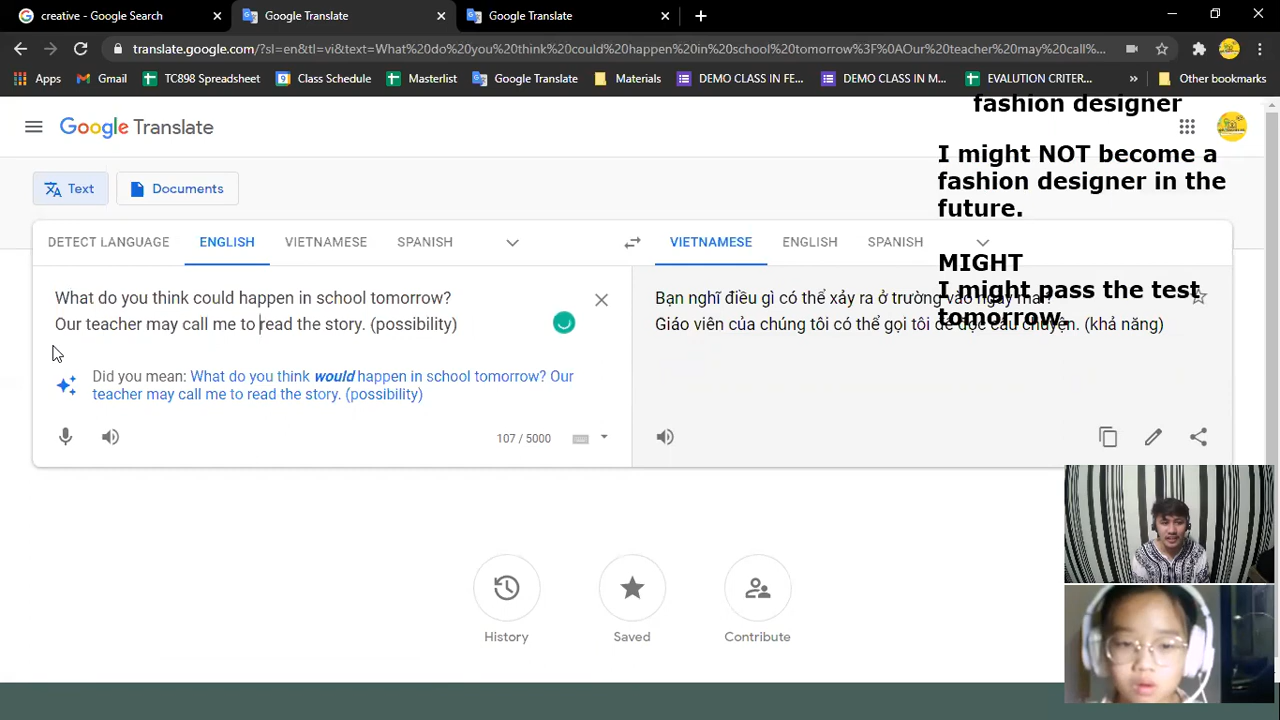 creative - Google Search
Google Translate
Google Translate
translate.google.com/?sl=en&tl=vi&text=What%20do%20you%20think%20could%20happen%20in%20school%20tomorrow%3F%0AOur%20teacher%20may%20call%...
Apps
Gmail
TC898 Spreadsheet
Class Schedule
Masterlist
Google Translate
Materials
DEMO CLASS IN FE...
DEMO CLASS IN M...
EVALUTION CRITER...
»
Other bookmarks
fashion designer
Google Translate
I might NOT become a
fashion designer in the
future.
Text
Documents
DETECT LANGUAGE
ENGLISH
VIETNAMESE
SPANISH
VIETNAMESE
ENGLISH
SPANISH
MIGHT
I might pass the test
tomorrow.
What do you think could happen in school tomorrow?
Our teacher may call me to read the story. (possibility)
Bạn nghĩ điều gì có thể xảy ra ở trường vào ngày mai?
Giáo viên của chúng tôi có thể gọi tôi để đọc câu chuyện. (khả năng)
Did you mean: What do you think would happen in school tomorrow? Our
teacher may call me to read the story. (possibility)
107 / 5000
History
Saved
Contribute